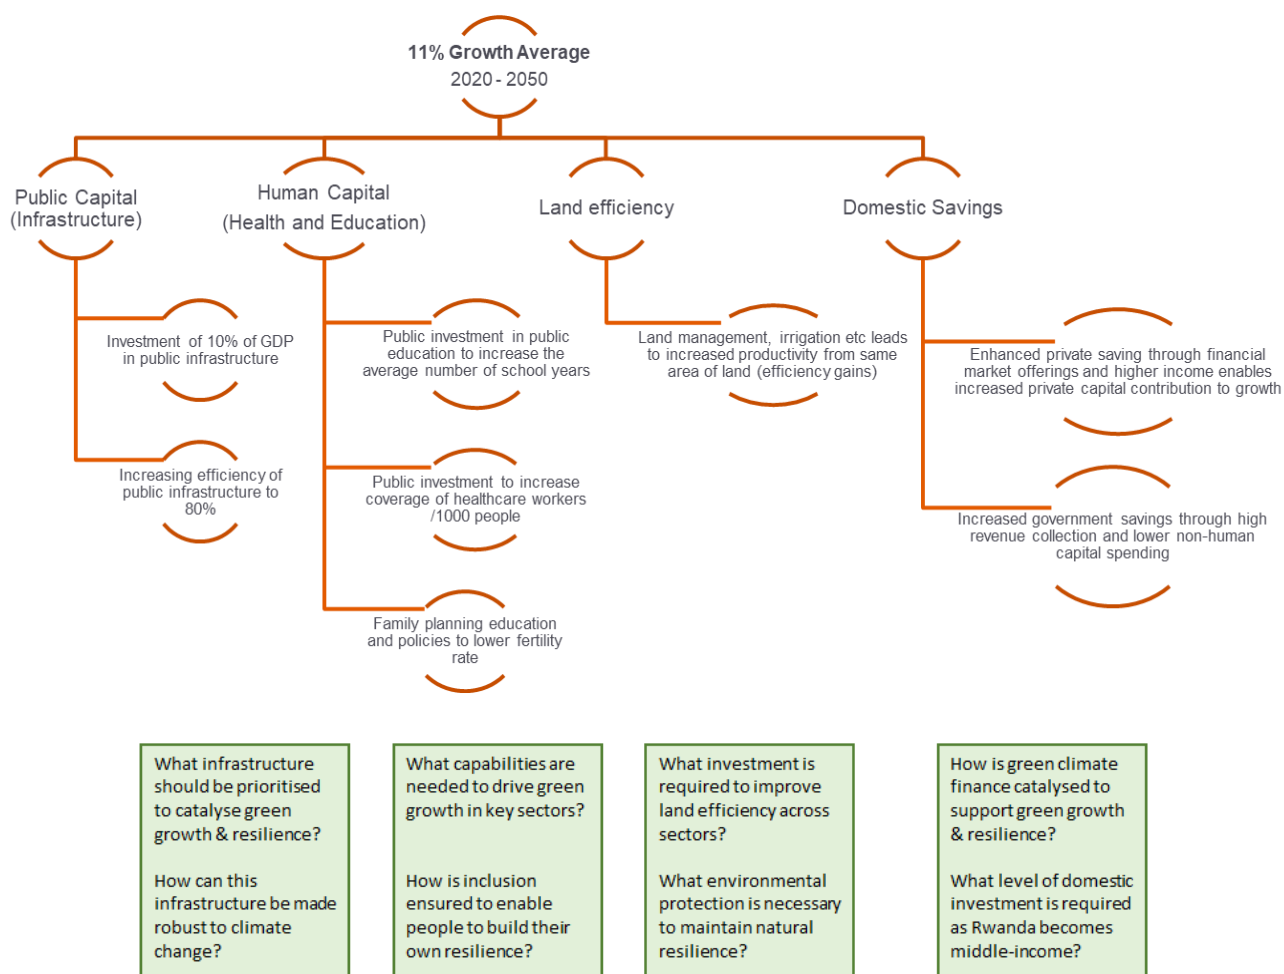 11% Growth Average
2020 - 2050
Public Capital
(Infrastructure)
Human Capital
(Health and Education)
Land efficiency
Domestic Savings
Investment of 10% of GDP
in public infrastructure
Increasing efficiency of
public infrastructure to
80%
Public investment in public
education to increase the
average number of school years
Public investment to increase
coverage of healthcare workers
/1000 people
Family planning education
and policies to lower fertility
rate
Land management, irrigation etc leads
to increased productivity from same
area of land (efficiency gains)
Enhanced private saving through financial
market offerings and higher income enables
increased private capital contribution to growth
Increased government savings through high
revenue collection and lower non-human
capital spending
What infrastructure
should be prioritised
to catalyse green
growth & resilience?
How can this
infrastructure be made
robust to climate
change?
What capabilities are
needed to drive green
growth in key sectors?
How is inclusion
ensured to enable
people to build their
own resilience?
What investment is
required to improve
land efficiency across
sectors?
What environmental
protection is necessary
to maintain natural
resilience?
How is green climate
finance catalysed to
support green growth
& resilience?
What level of domestic
investment is required
as Rwanda becomes
middle-income?